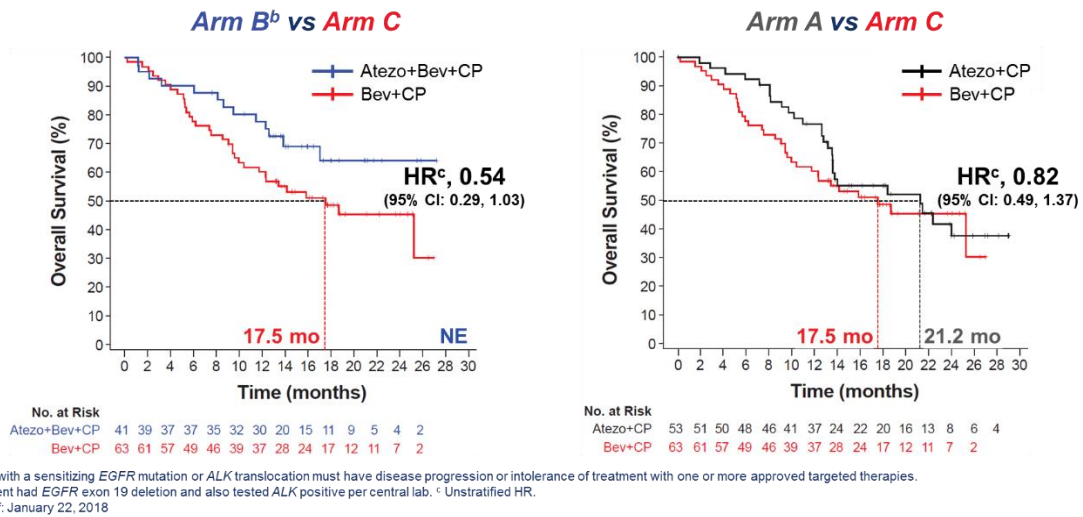 Arm Bᵇ vs Arm C
Atezo+Bev+CP
Bev+CP
Overall Survival (%)
100
90
80
70
60
50
40
30
20
10
0
HRᶜ, 0.54
(95% CI: 0.29, 1.03)
17.5 mo
NE
0 2 4 6 8 10 12 14 16 18 20 22 24 26 28 30
Time (months)
No. at Risk
Atezo+Bev+CP 41 39 37 37 35 32 30 20 15 11 9 5 4 2
Bev+CP 63 61 57 49 46 39 37 28 24 17 12 11 7 2
Arm A vs Arm C
Atezo+CP
Bev+CP
Overall Survival (%)
100
90
80
70
60
50
40
30
20
10
0
HRᶜ, 0.82
(95% CI: 0.49, 1.37)
17.5 mo
21.2 mo
0 2 4 6 8 10 12 14 16 18 20 22 24 26 28 30
Time (months)
No. at Risk
Atezo+CP 53 51 50 48 46 41 37 24 22 20 16 13 8 6 4
Bev+CP 63 61 57 49 46 39 37 28 24 17 12 11 7 2
with a sensitizing EGFR mutation or ALK translocation must have disease progression or intolerance of treatment with one or more approved targeted therapies.
ent had EGFR exon 19 deletion and also tested ALK positive per central lab. ᶜ Unstratified HR.
: January 22, 2018